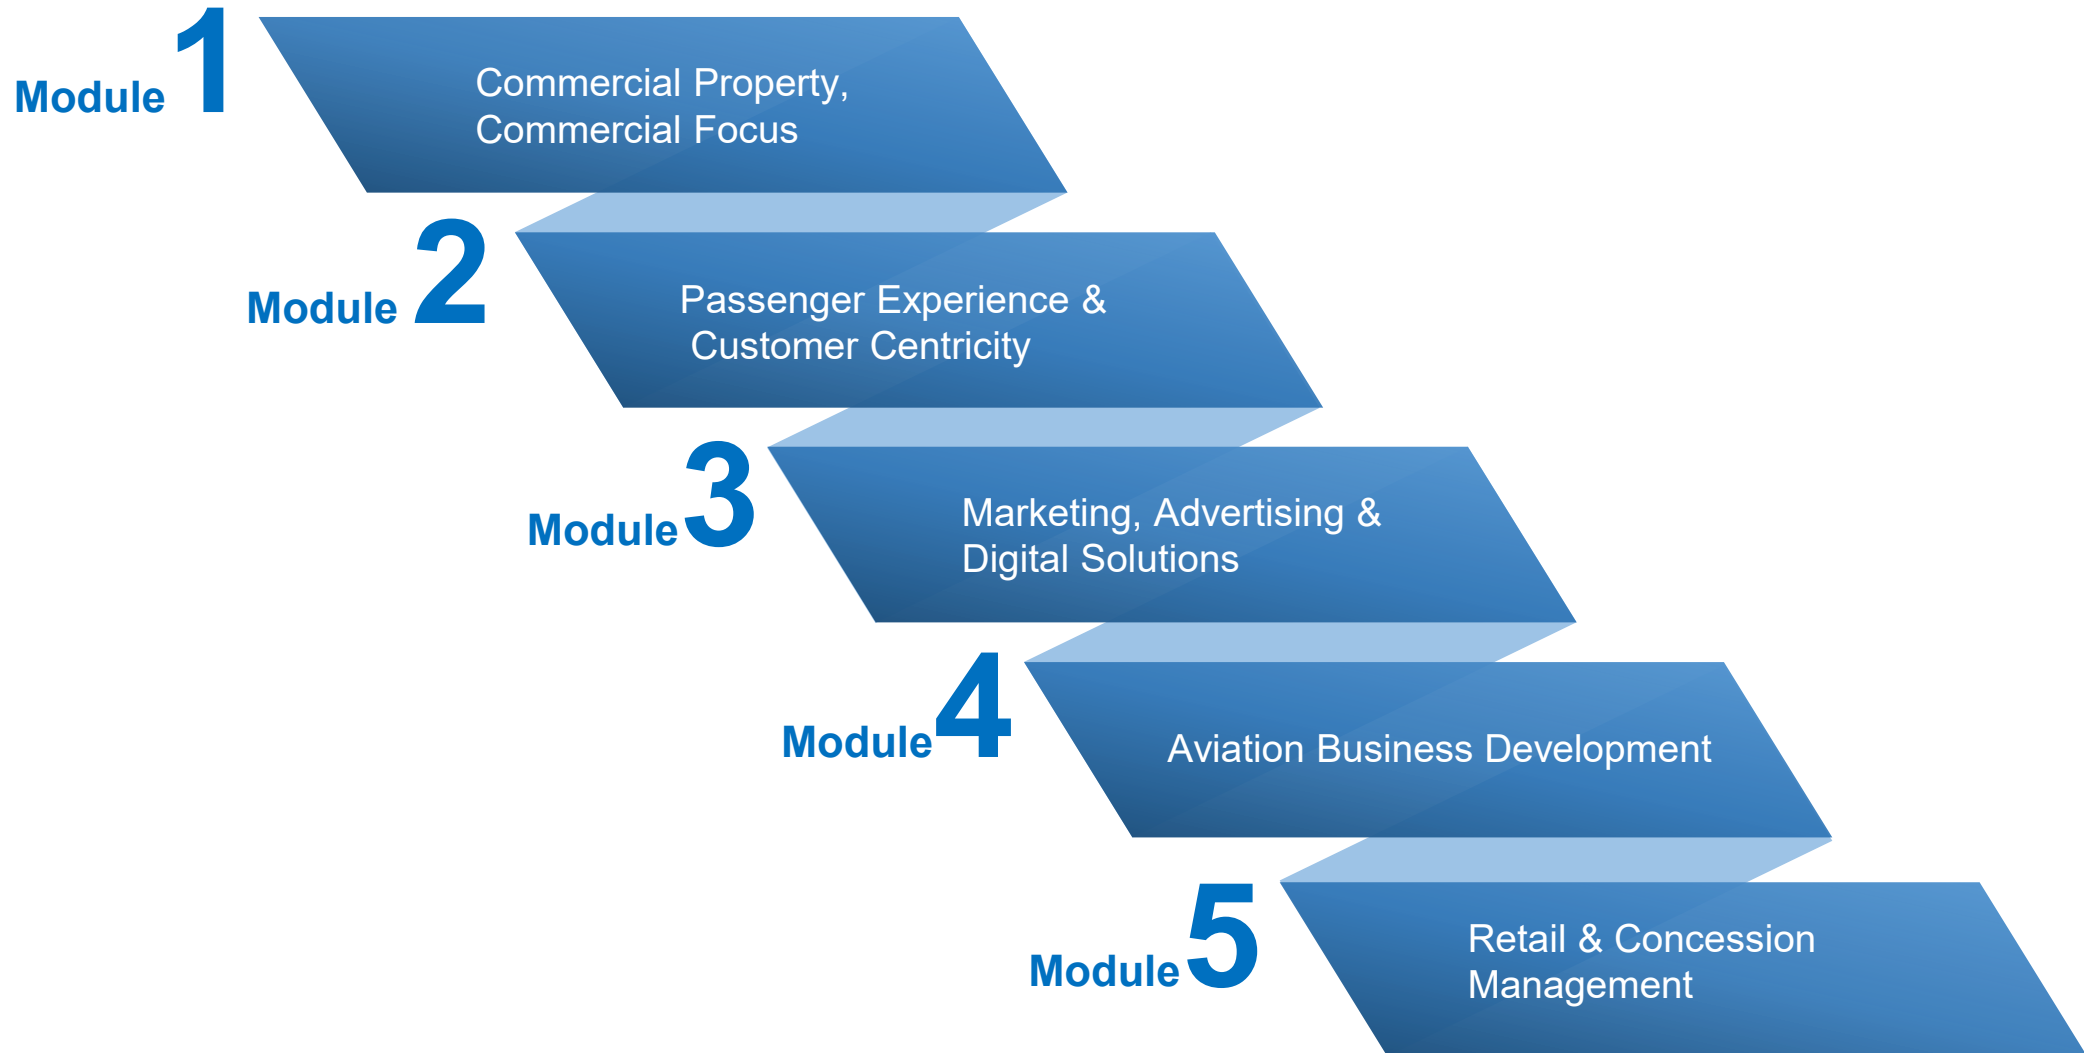 Module 1
Commercial Property,
Commercial Focus
Module 2
Passenger Experience &
Customer Centricity
Module 3
Marketing, Advertising &
Digital Solutions
Module 4
Aviation Business Development
Module 5
Retail & Concession
Management